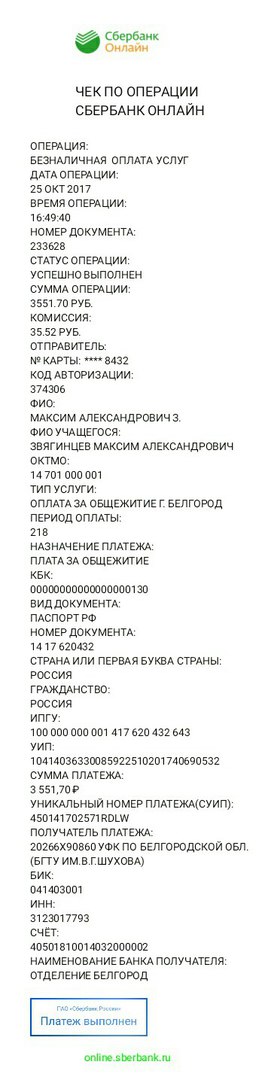 Сбербанк
Онлайн
ЧЕК ПО ОПЕРАЦИИ
СБЕРБАНК ОНЛАЙН
ОПЕРАЦИЯ:
БЕЗНАЛИЧНАЯ ОПЛАТА УСЛУГ
ДАТА ОПЕРАЦИИ:
25 ОКТ 2017
ВРЕМЯ ОПЕРАЦИИ:
16:49:40
НОМЕР ДОКУМЕНТА:
233628
СТАТУС ОПЕРАЦИИ:
УСПЕШНО ВЫПОЛНЕН
СУММА ОПЕРАЦИИ:
3551.70 РУБ.
КОМИССИЯ:
35.52 РУБ.
ОТПРАВИТЕЛЬ:
№ КАРТЫ: **** 8432
КОД АВТОРИЗАЦИИ:
374306
ФИО:
МАКСИМ АЛЕКСАНДРОВИЧ З.
ФИО УЧАЩЕГОСЯ:
ЗВЯГИНЦЕВ МАКСИМ АЛЕКСАНДРОВИЧ
ОКТМО:
14 701 000 001
ТИП УСЛУГИ:
ОПЛАТА ЗА ОБЩЕЖИТИЕ Г. БЕЛГОРОД
ПЕРИОД ОПЛАТЫ:
218
НАЗНАЧЕНИЕ ПЛАТЕЖА:
ПЛАТА ЗА ОБЩЕЖИТИЕ
КБК:
00000000000000000130
ВИД ДОКУМЕНТА:
ПАСПОРТ РФ
НОМЕР ДОКУМЕНТА:
14 17 620432
СТРАНА ИЛИ ПЕРВАЯ БУКВА СТРАНЫ:
РОССИЯ
ГРАЖДАНСТВО:
РОССИЯ
ИПГУ:
100 000 000 001 417 620 432 643
УИП:
10414036330085922510201740690532
СУММА ПЛАТЕЖА:
3 551,70 ₽
УНИКАЛЬНЫЙ НОМЕР ПЛАТЕЖА(СУИП):
450141702571RDLW
ПОЛУЧАТЕЛЬ ПЛАТЕЖА:
20266X90860 УФК ПО БЕЛГОРОДСКОЙ ОБЛ.
(БГТУ ИМ.В.Г.ШУХОВА)
БИК:
041403001
ИНН:
3123017793
СЧЁТ:
40501810014032000002
НАИМЕНОВАНИЕ БАНКА ПОЛУЧАТЕЛЯ:
ОТДЕЛЕНИЕ БЕЛГОРОД
ПАО «Сбербанк России»
Платеж выполнен
online.sberbank.ru